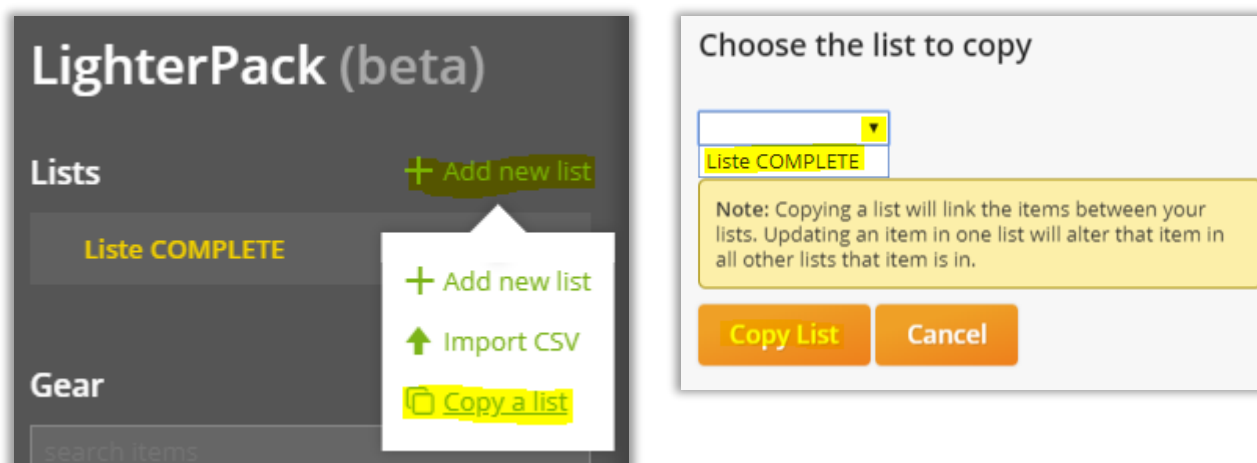 LighterPack (beta)
Lists
+ Add new list
Liste COMPLETE
+ Add new list
Import CSV
Copy a list
Gear
search items
Choose the list to copy
Liste COMPLETE
Note: Copying a list will link the items between your
lists. Updating an item in one list will alter that item in
all other lists that item is in.
Copy List
Cancel